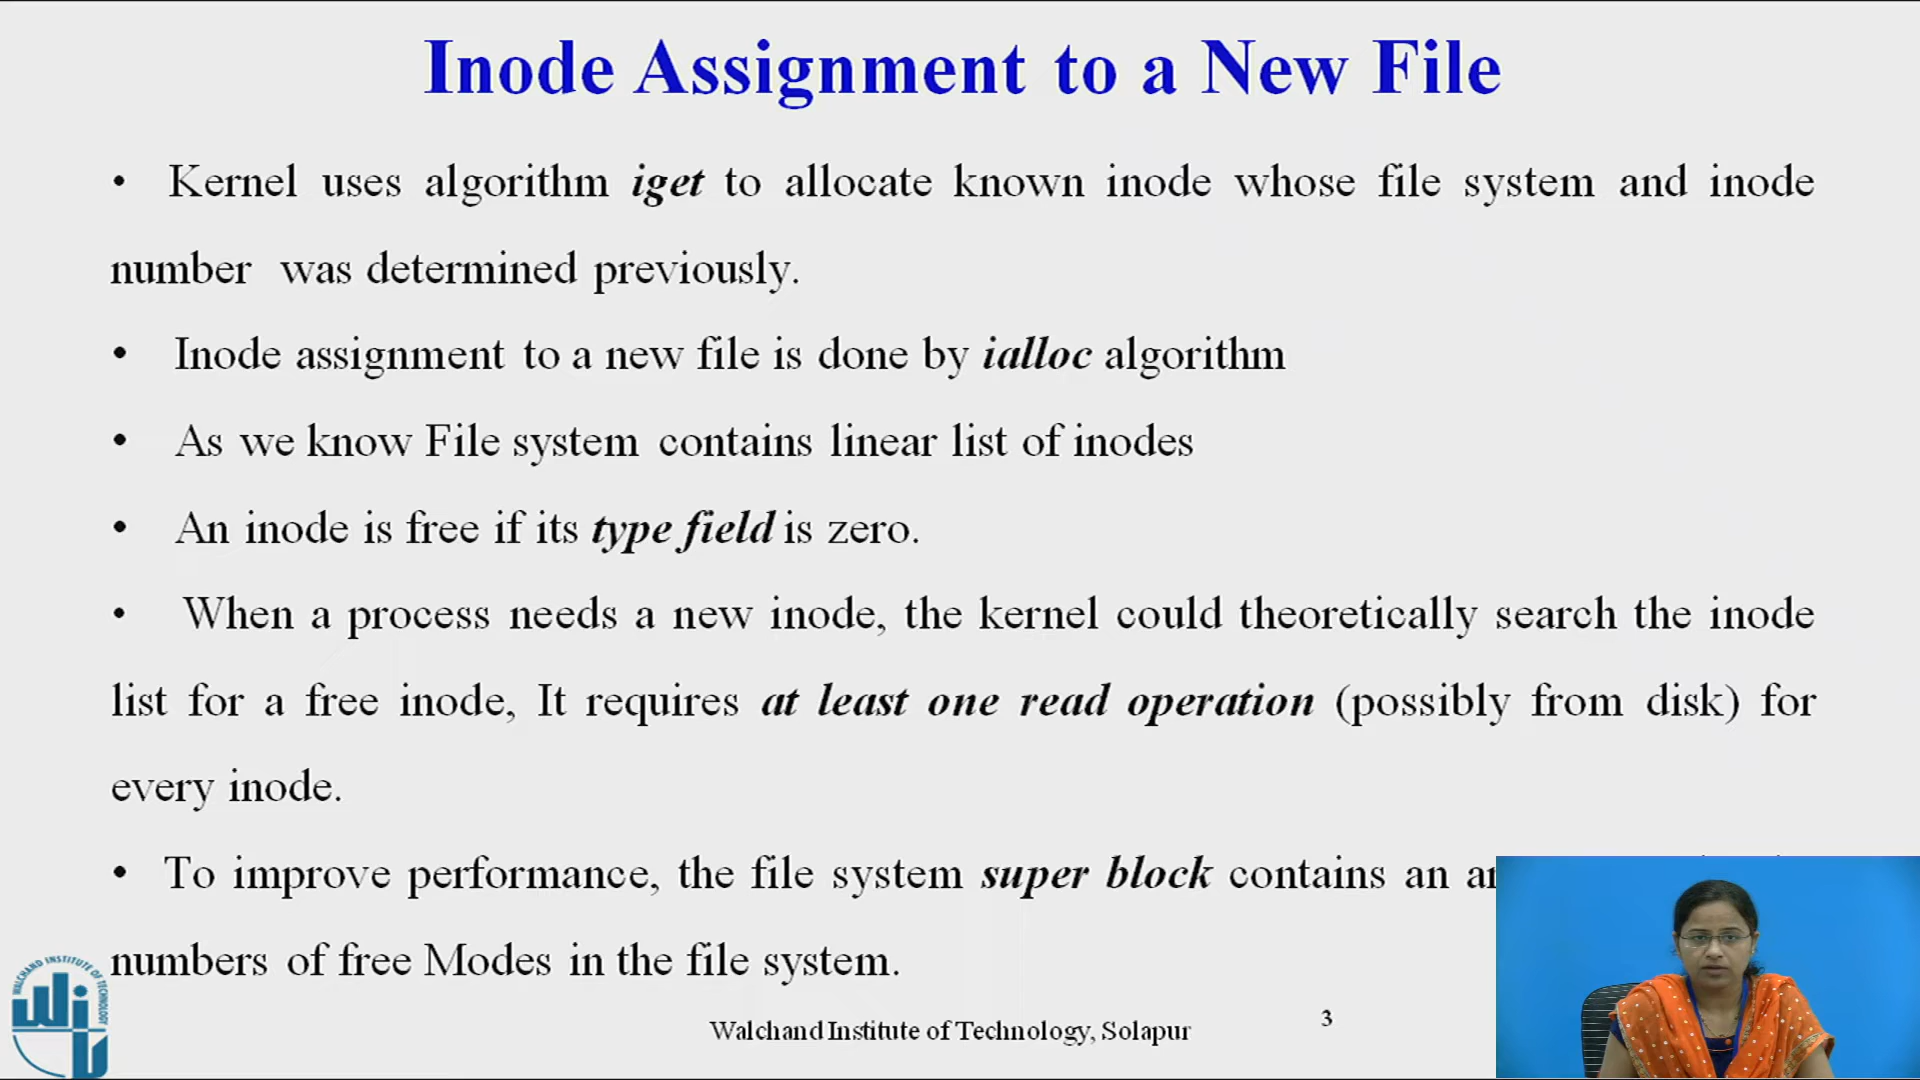 Inode Assignment to a New File
• Kernel uses algorithm iget to allocate known inode whose file system and inode
number was determined previously.
• Inode assignment to a new file is done by ialloc algorithm
• As we know File system contains linear list of inodes
• An inode is free if its type field is zero.
• When a process needs a new inode, the kernel could theoretically search the inode
list for a free inode, It requires at least one read operation (possibly from disk) for
every inode.
• To improve performance, the file system super block contains an
numbers of free Modes in the file system.
WALCHAND INSTITUTE OF TECHNOLOGY
WIT
Walchand Institute of Technology, Solapur
3